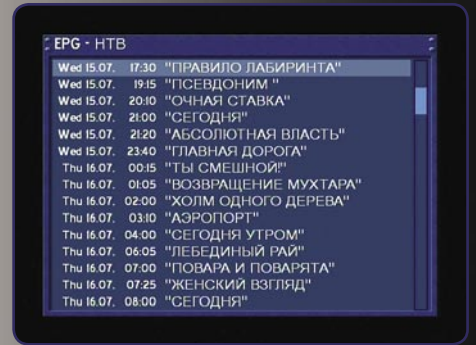 EPG - НТВ
Wed 15.07. 17:30 "ПРАВИЛО ЛАБИРИНТА"
Wed 15.07. 19:15 "ПСЕВДОНИМ "
Wed 15.07. 20:10 "ОЧНАЯ СТАВКА"
Wed 15.07. 21:00 "СЕГОДНЯ"
Wed 15.07. 21:20 "АБСОЛЮТНАЯ ВЛАСТЬ"
Wed 15.07. 23:40 "ГЛАВНАЯ ДОРОГА"
Thu 16.07. 00:15 "ТЫ СМЕШНОЙ!"
Thu 16.07. 01:05 "ВОЗВРАЩЕНИЕ МУХТАРА"
Thu 16.07. 02:00 "ХОЛМ ОДНОГО ДЕРЕВА"
Thu 16.07. 03:10 "АЭРОПОРТ"
Thu 16.07. 04:00 "СЕГОДНЯ УТРОМ"
Thu 16.07. 06:05 "ЛЕБЕДИНЫЙ РАЙ"
Thu 16.07. 07:00 "ПОВАРА И ПОВАРЯТА"
Thu 16.07. 07:25 "ЖЕНСКИЙ ВЗГЛЯД"
Thu 16.07. 08:00 "СЕГОДНЯ"